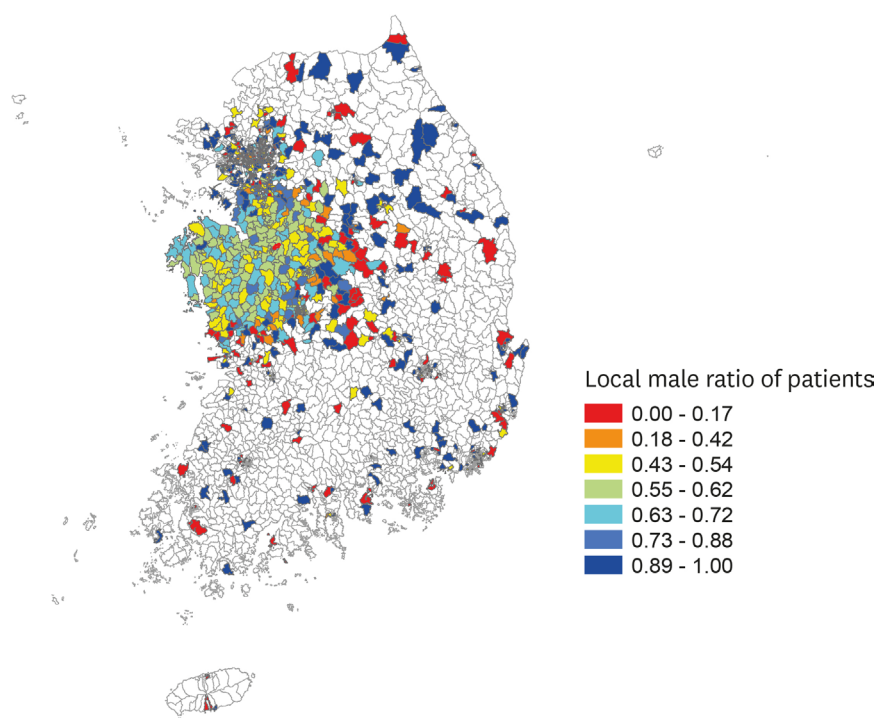 Local male ratio of patients
0.00 - 0.17
0.18 - 0.42
0.43 - 0.54
0.55 - 0.62
0.63 - 0.72
0.73 - 0.88
0.89 - 1.00